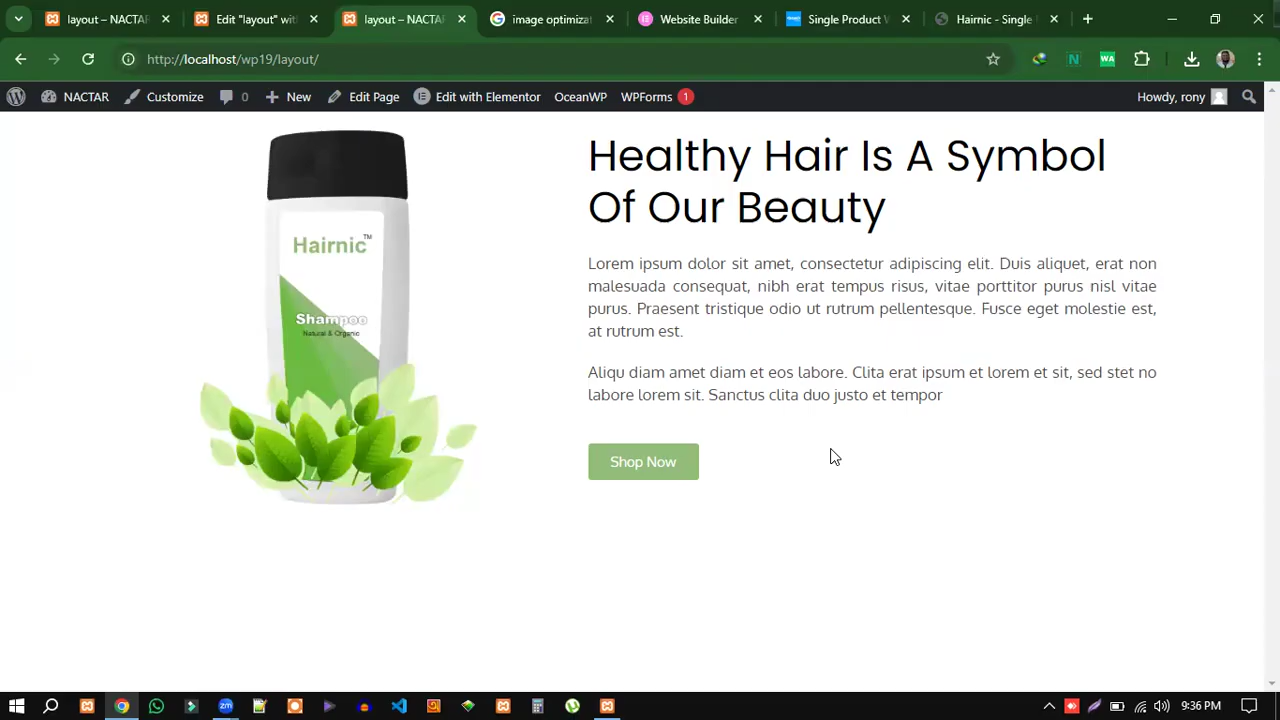 layout – NACTAR
Edit "layout" wit
layout – NACTAR
image optimizat
Website Builder
Single Product V
Hairnic - Single
http://localhost/wp19/layout/
N
WA
NACTAR
Customize
0
New
Edit Page
Edit with Elementor
OceanWP
WPForms
1
Howdy, rony
Healthy Hair Is A Symbol
Of Our Beauty
Hairnic
TM
Shampoo
Natural & Organic
Lorem ipsum dolor sit amet, consectetur adipiscing elit. Duis aliquet, erat non
malesuada consequat, nibh erat tempus risus, vitae porttitor purus nisl vitae
purus. Praesent tristique odio ut rutrum pellentesque. Fusce eget molestie est,
at rutrum est.
Aliqu diam amet diam et eos labore. Clita erat ipsum et lorem et sit, sed stet no
labore lorem sit. Sanctus clita duo justo et tempor
Shop Now
zm
9:36 PM